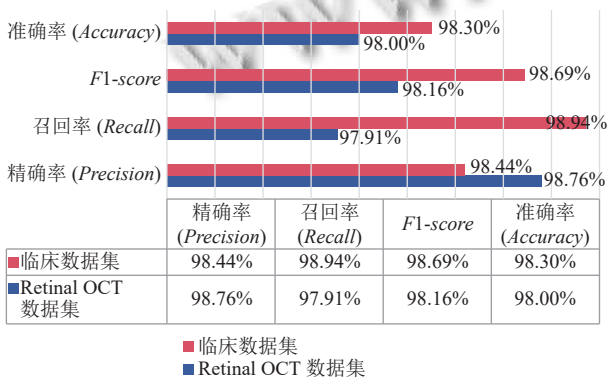 准确率 (Accuracy)
98.30%
98.00%
F1-score
98.69%
98.16%
召回率 (Recall)
98.94%
97.91%
精确率 (Precision)
98.44%
98.76%
精确率 召回率 F1-score 准确率
(Precision) (Recall) (Accuracy)
临床数据集 98.44% 98.94% 98.69% 98.30%
Retinal OCT
数据集 98.76% 97.91% 98.16% 98.00%
临床数据集
Retinal OCT 数据集